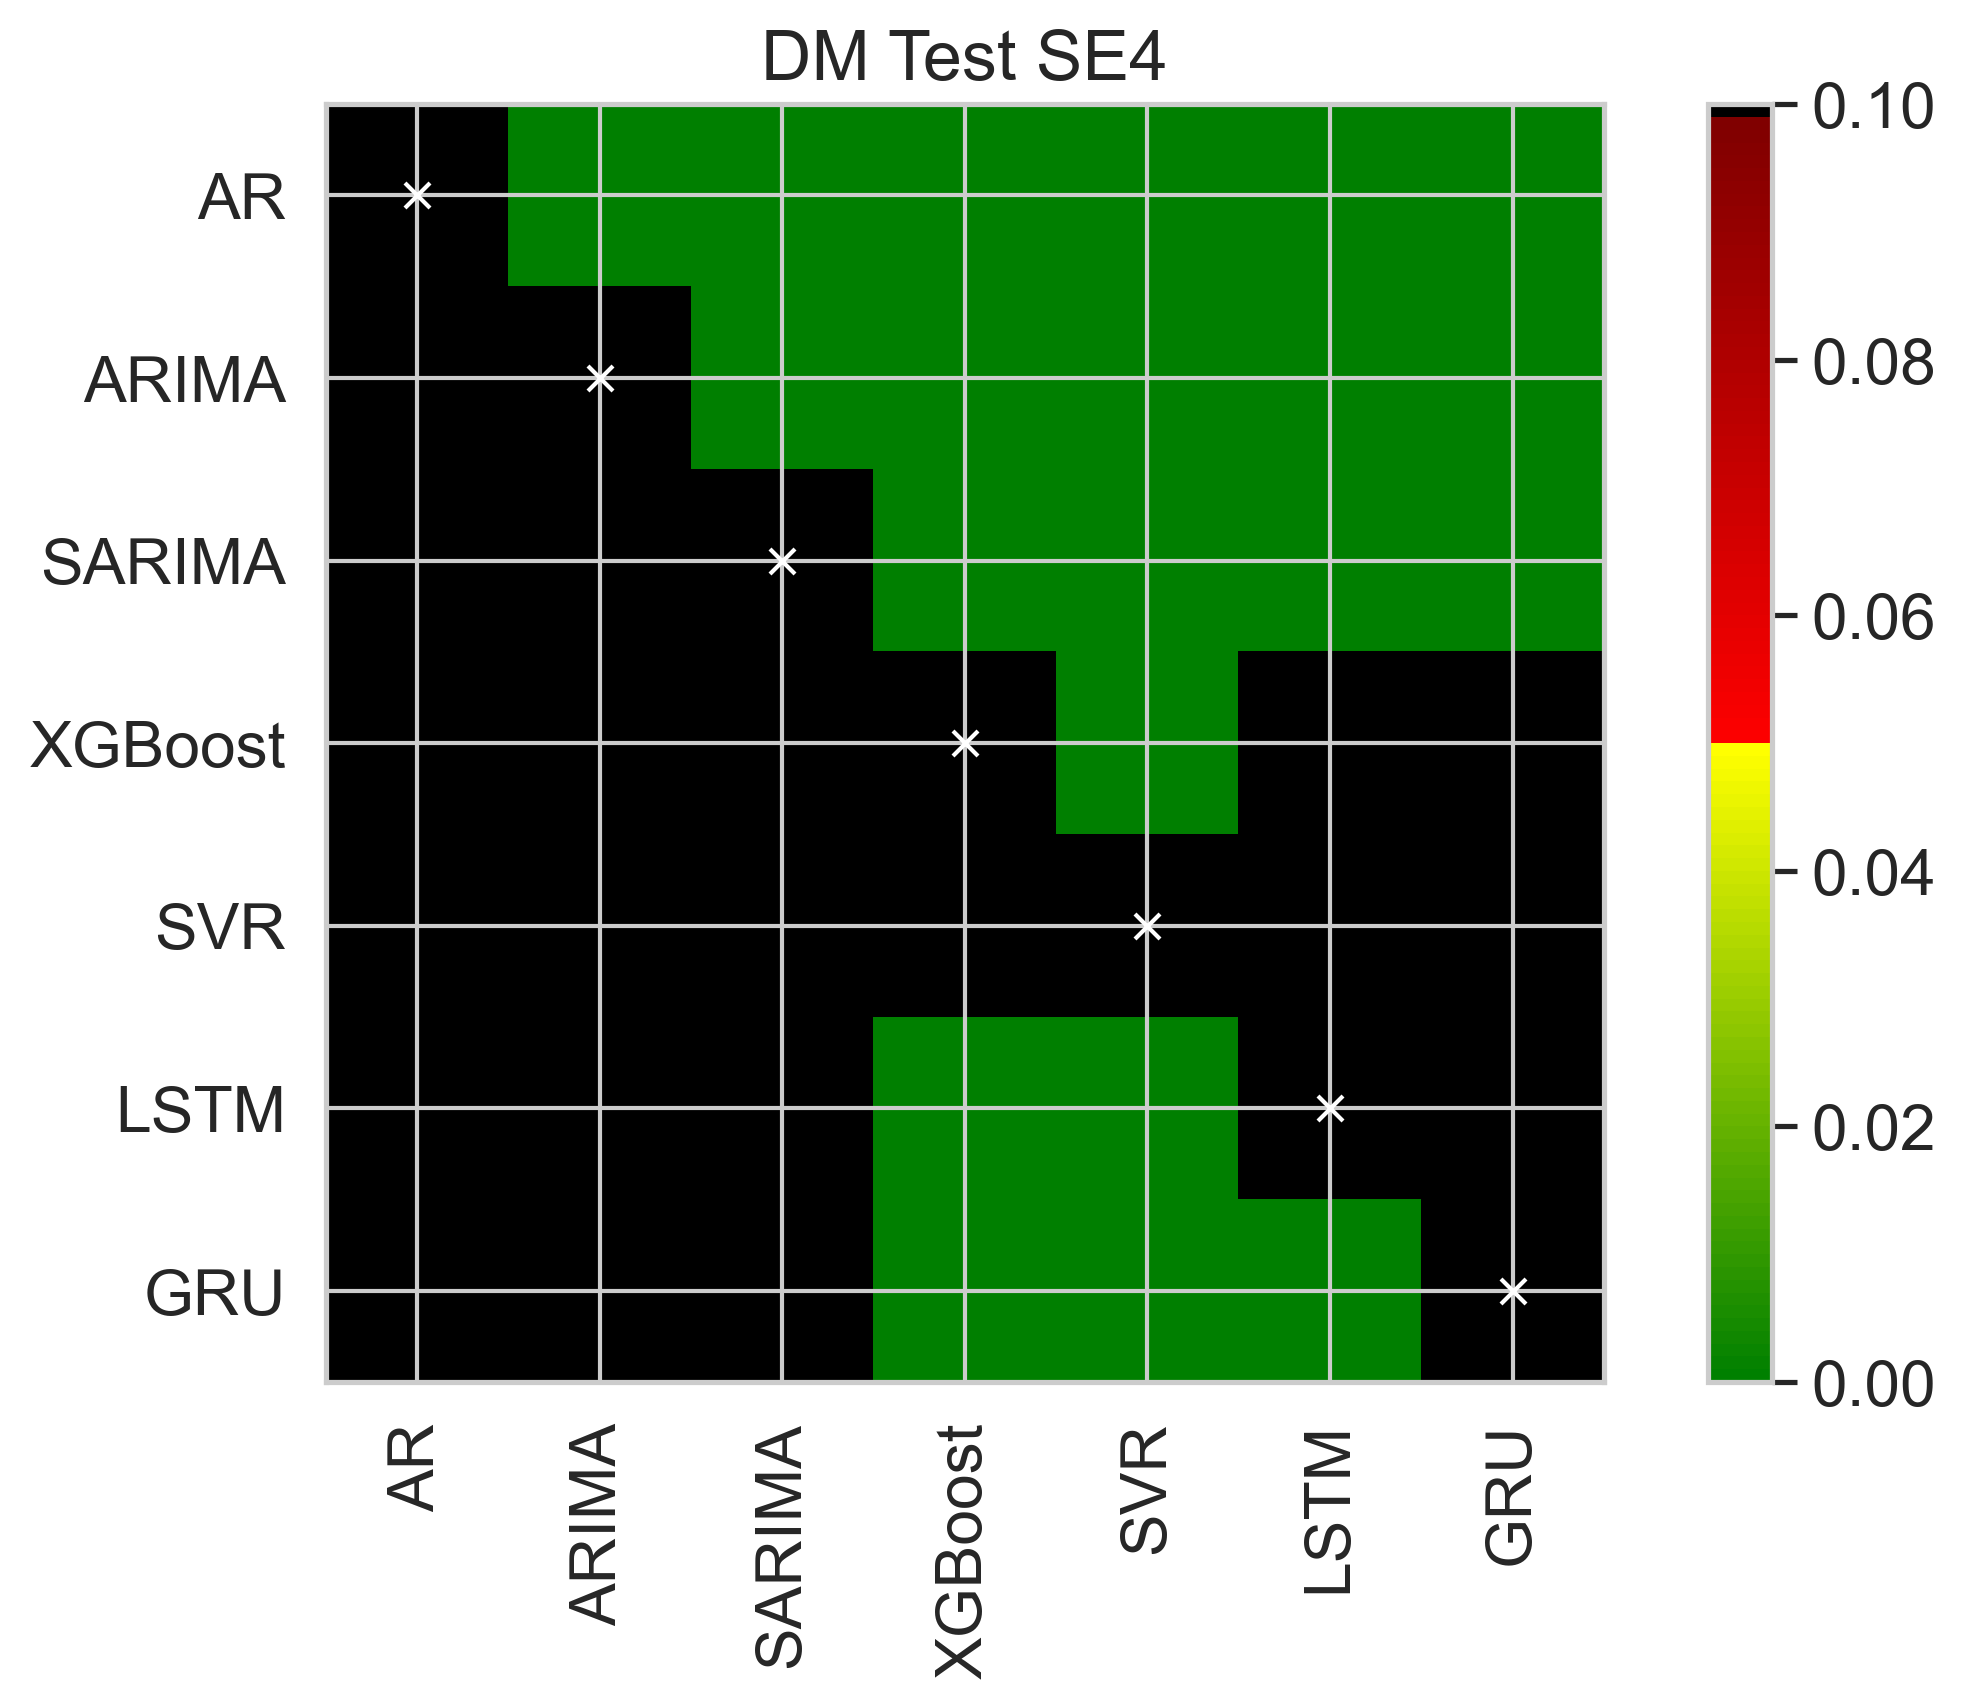 DM Test SE4
AR
ARIMA
SARIMA
XGBoost
SVR
LSTM
GRU
AR
ARIMA
SARIMA
XGBoost
SVR
LSTM
GRU
0.10
0.08
0.06
0.04
0.02
0.00